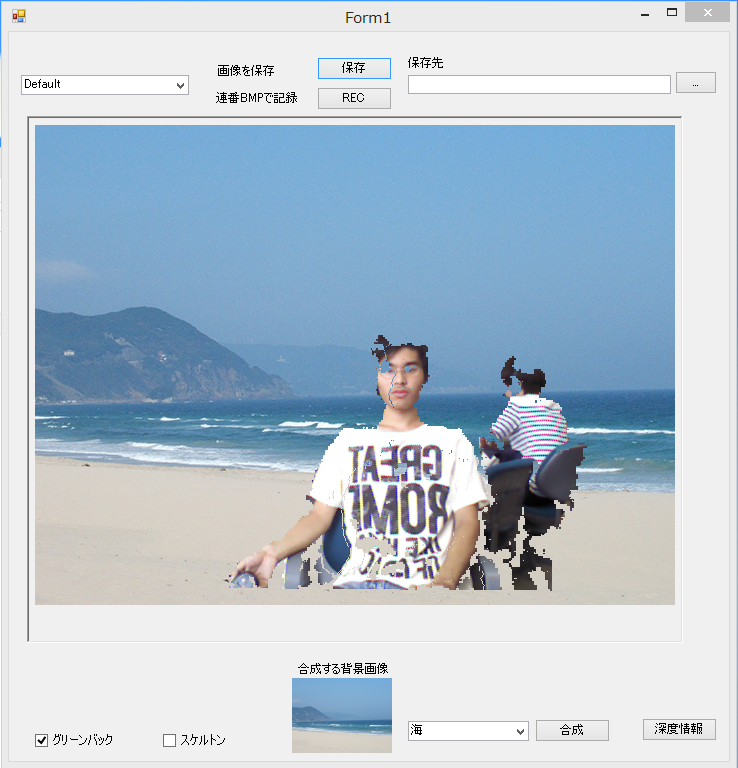 Form1
画像を保存
保存
保存先
Default
...
連番BMPで記録
REC
GREAT
ROME
合成する背景画像
海
合成
深度情報
グリーンバック
スケルトン